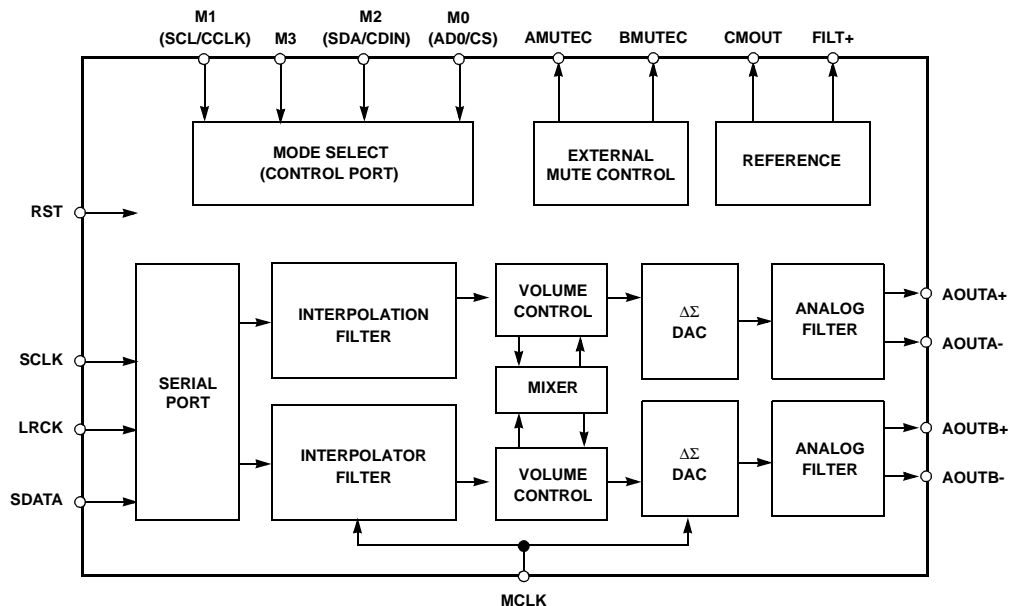 M1
(SCL/CCLK)
M3
M2
(SDA/CDIN)
M0
(AD0/CS)
AMUTEC
BMUTEC
CMOUT
FILT+
MODE SELECT
(CONTROL PORT)
EXTERNAL
MUTE CONTROL
REFERENCE
RST
SCLK
LRCK
SDATA
SERIAL
PORT
INTERPOLATION
FILTER
VOLUME
CONTROL
ΔΣ
DAC
ANALOG
FILTER
AOUTA+
AOUTA-
MIXER
INTERPOLATOR
FILTER
VOLUME
CONTROL
ΔΣ
DAC
ANALOG
FILTER
AOUTB+
AOUTB-
MCLK